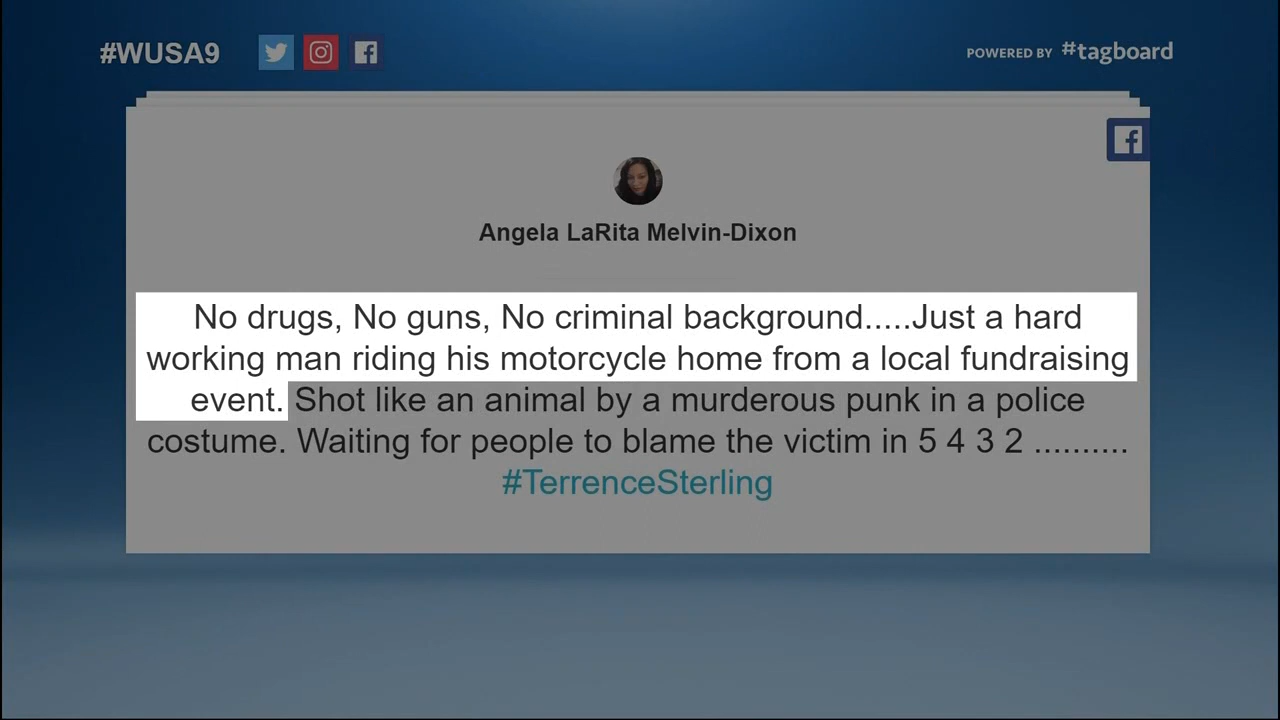 #WUSA9
POWERED BY #tagboard
Angela LaRita Melvin-Dixon
No drugs, No guns, No criminal background.....Just a hard
working man riding his motorcycle home from a local fundraising
event. Shot like an animal by a murderous punk in a police
costume. Waiting for people to blame the victim in 5 4 3 2 ..........
#TerrenceSterling